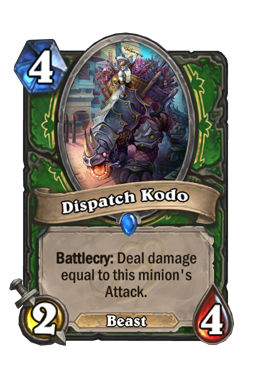 4
Dispatch Kodo
Battlecry: Deal damage
equal to this minion's
Attack.
2
Beast
4